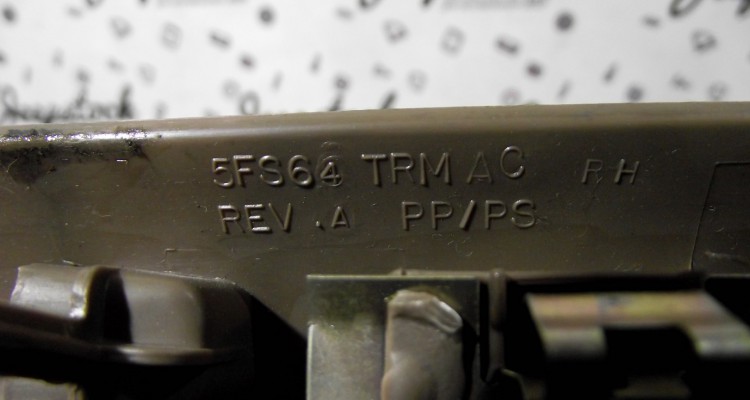 5FS64 TRM AC RH
REV .A PP/PS